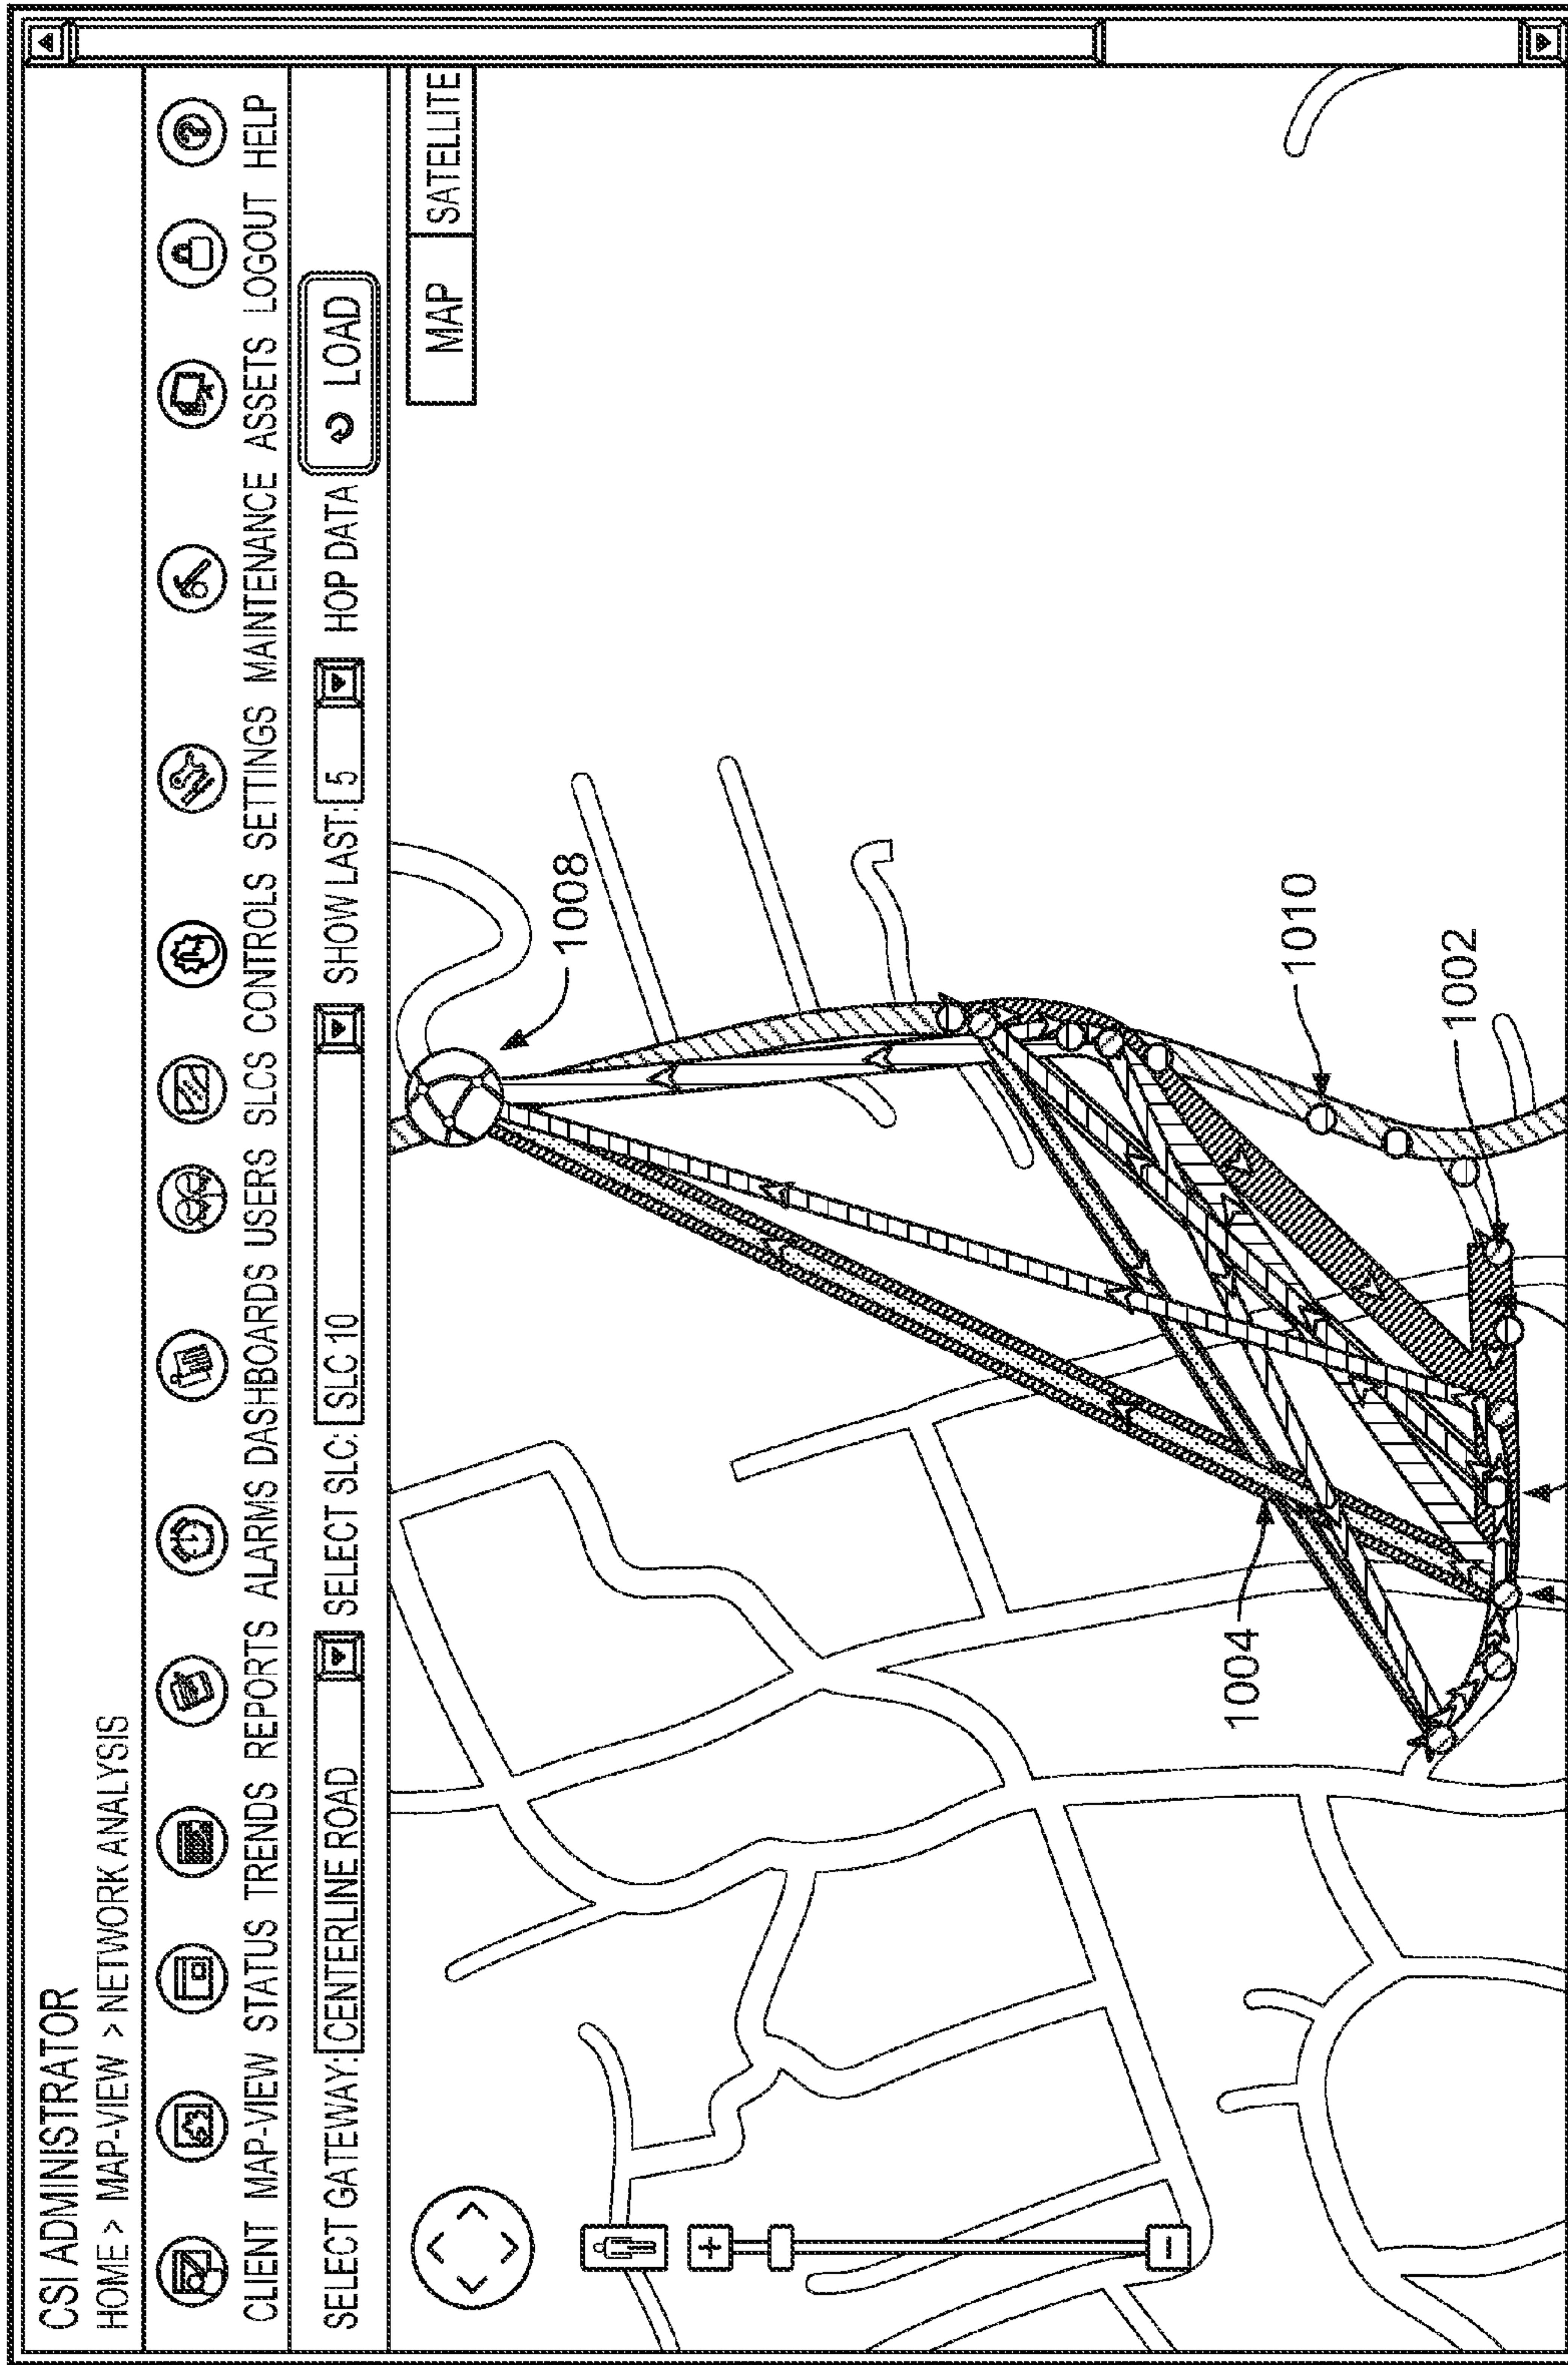 CSI ADMINISTRATOR
HOME > MAP-VIEW > NETWORK ANALYSIS
CLIENT MAP-VIEW STATUS TRENDS REPORTS ALARMS DASHBOARDS USERS SLCS CONTROLS SETTINGS MAINTENANCE ASSETS LOGOUT HELP
SELECT GATEWAY: CENTERLINE ROAD SELECT SLC: SLC 10 SHOW LAST: 5 HOP DATA LOAD
MAP SATELLITE
1008
1004
1010
1002